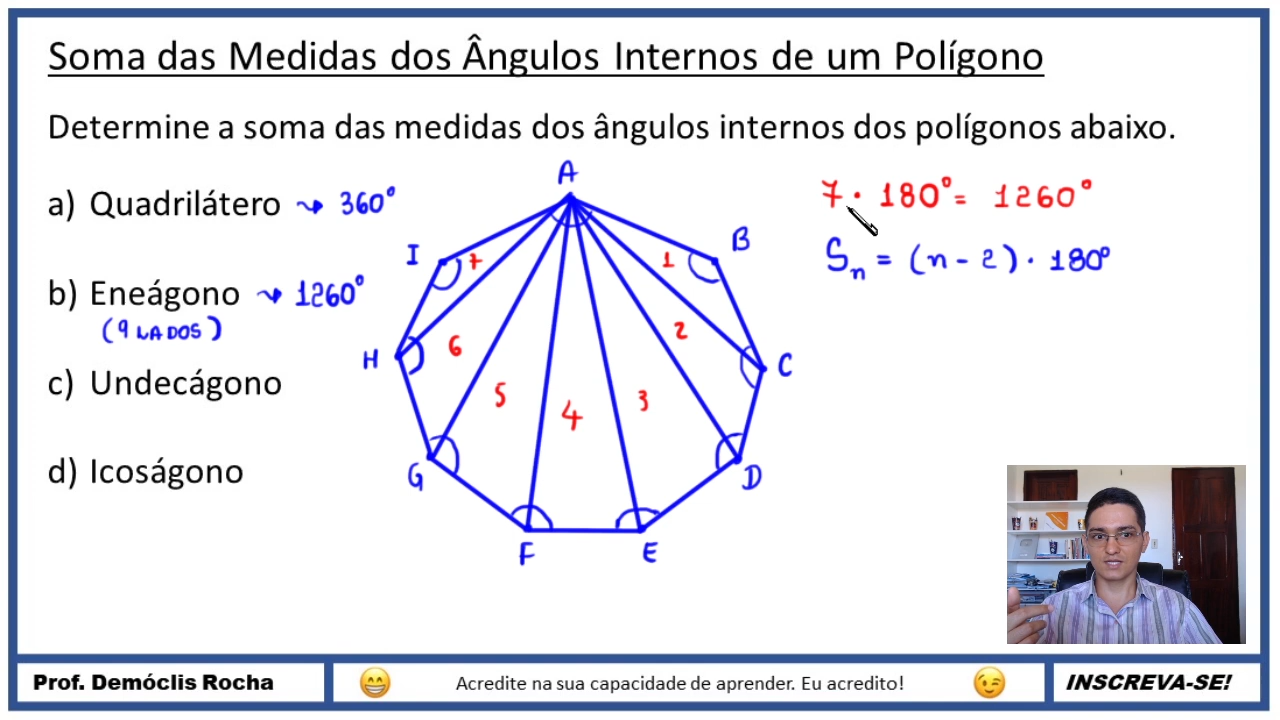 Soma das Medidas dos Ângulos Internos de um Polígono
Determine a soma das medidas dos ângulos internos dos polígonos abaixo.
a) Quadrilátero ⤳ 360°
b) Eneágono ⤳ 1260°
(9 LADOS)
c) Undecágono
d) Icoságono
A
B
C
D
E
F
G
H
I
1
2
3
4
5
6
7
7 · 180° = 1260°
Sn = (n - 2) · 180°
Prof. Demóclis Rocha
Acredite na sua capacidade de aprender. Eu acredito!
INSCREVA-SE!